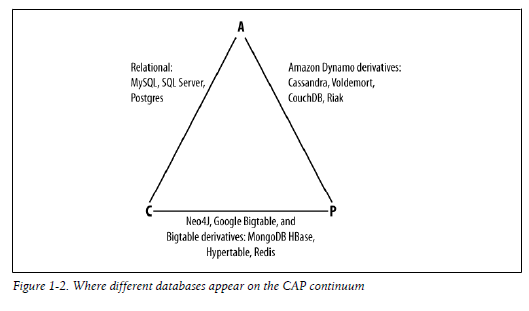 A
Relational:
MySQL, SQL Server,
Postgres
Amazon Dynamo derivatives:
Cassandra, Voldemort,
CouchDB, Riak
C
P
Neo4J, Google Bigtable, and
Bigtable derivatives: MongoDB HBase,
Hypertable, Redis
Figure 1-2. Where different databases appear on the CAP continuum